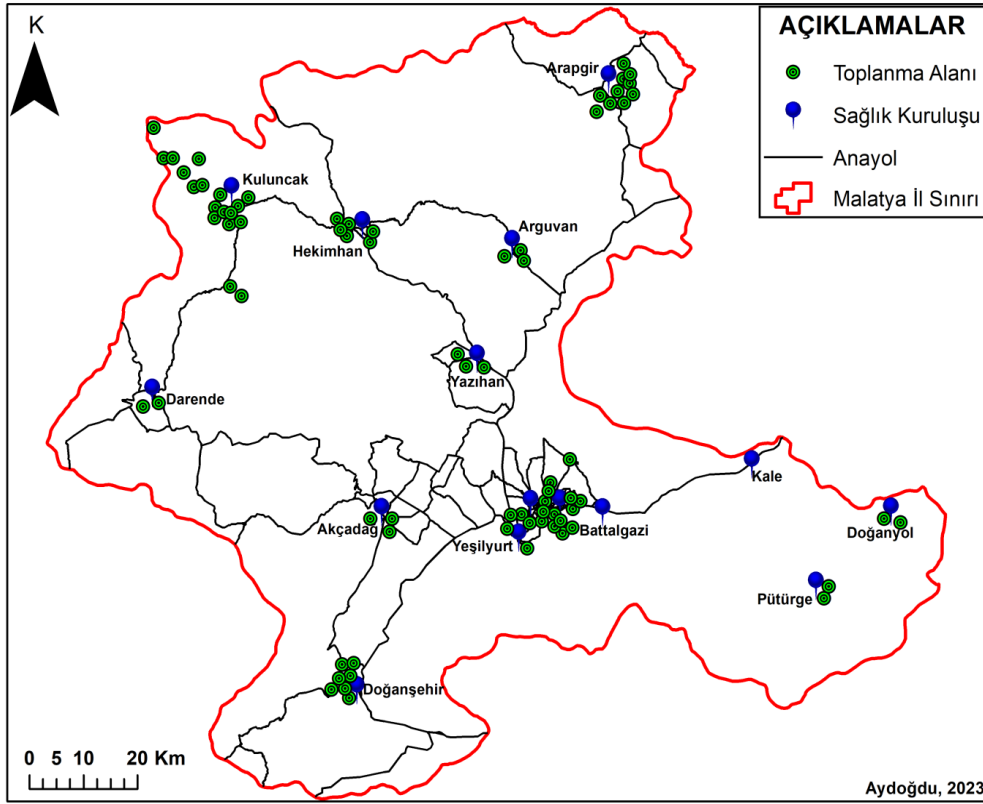 K
AÇIKLAMALAR
Toplanma Alanı
Sağlık Kuruluşu
Anayol
Malatya İl Sınırı
Arapgir
Kuluncak
Arguvan
Hekimhan
Yazıhan
Darende
Kale
Akçadağ
Yeşilyurt
Battalgazi
Doğanyol
Pütürge
Doğanşehir
0 5 10 20 Km
Aydoğdu, 2023